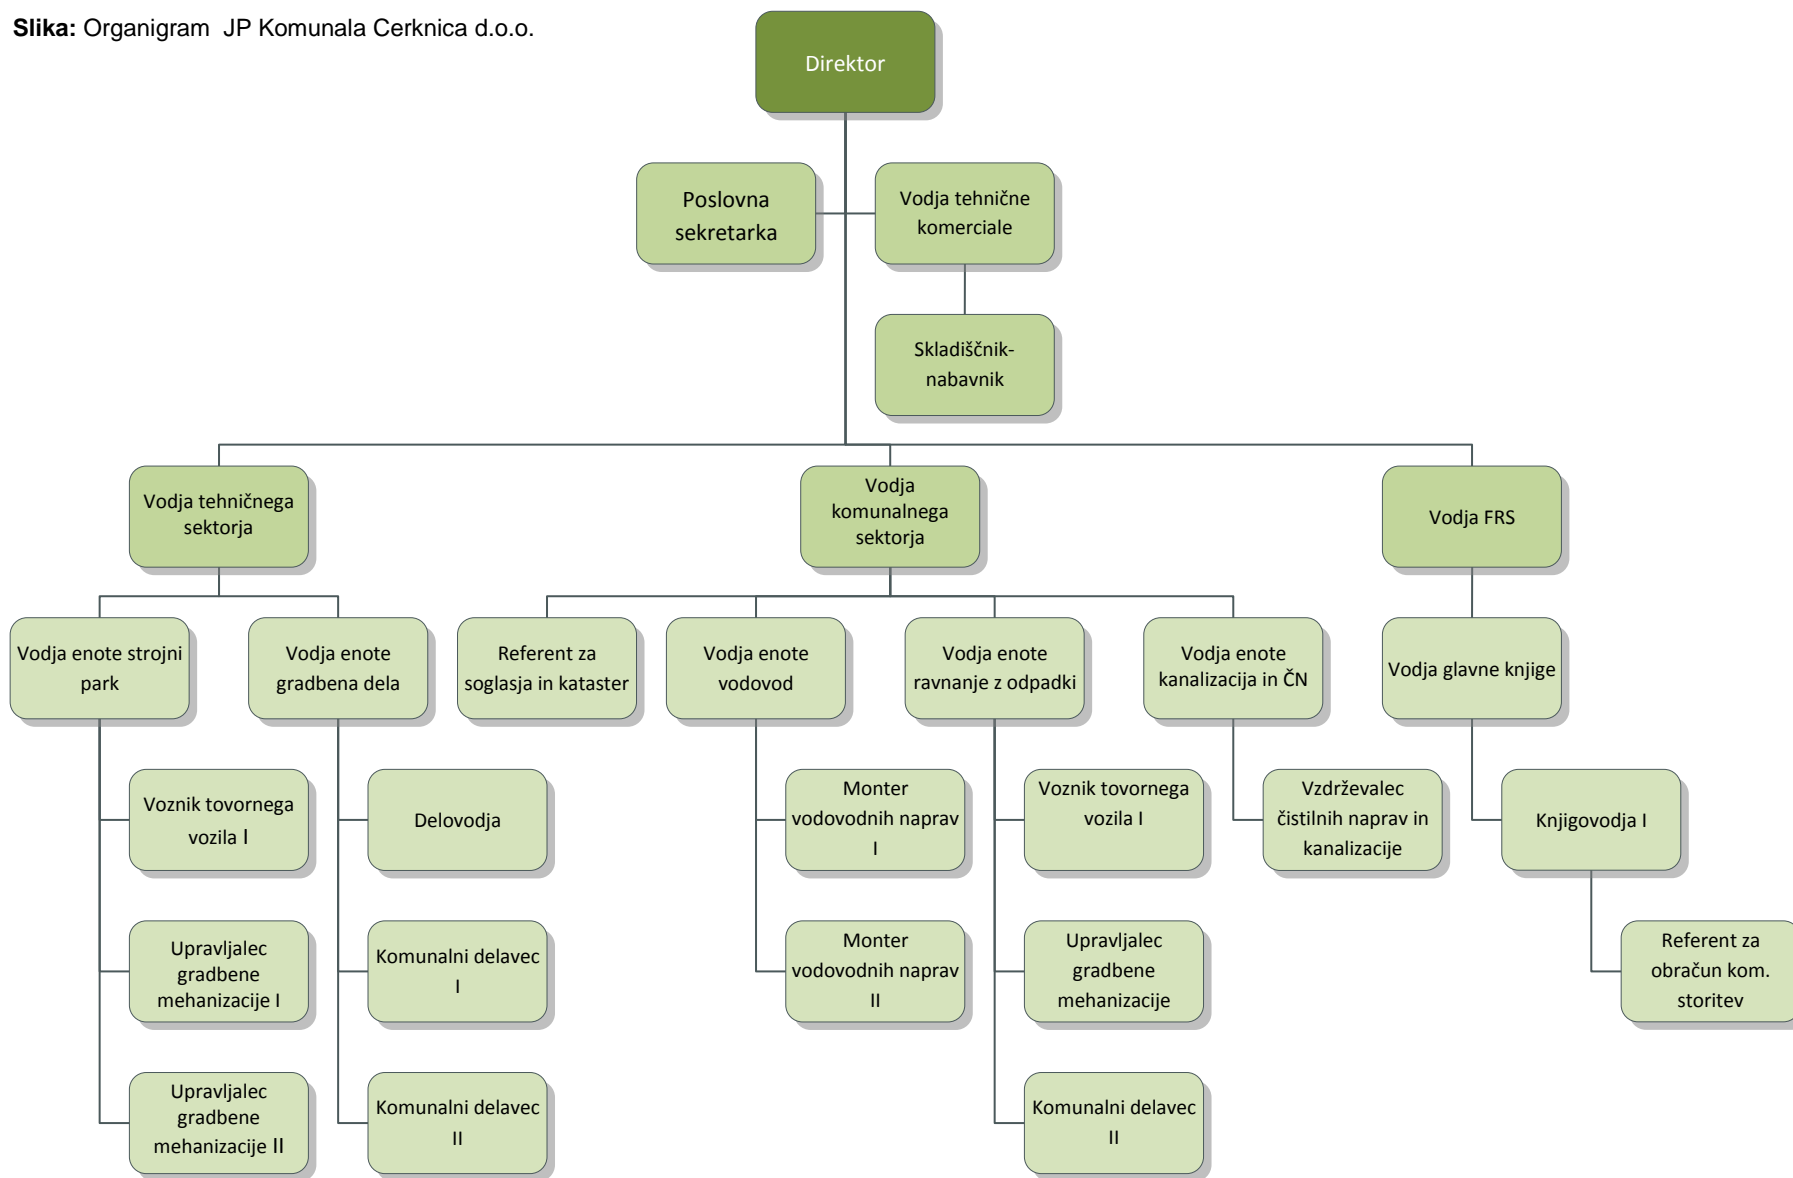 Slika: Organigram JP Komunala Cerknica d.o.o.
Direktor
Poslovna
sekretarka
Vodja tehnične
komerciale
Skladiščnik-
nabavnik
Vodja tehničnega
sektorja
Vodja
komunalnega
sektorja
Vodja FRS
Vodja enote strojni
park
Vodja enote
gradbena dela
Referent za
soglasja in kataster
Vodja enote
vodovod
Vodja enote
ravnanje z odpadki
Vodja enote
kanalizacija in ČN
Vodja glavne knjige
Voznik tovornega
vozila I
Delovodja
Monter
vodovodnih naprav
I
Voznik tovornega
vozila I
Vzdrževalec
čistilnih naprav in
kanalizacije
Knjigovodja I
Upravljalec
gradbene
mehanizacije I
Komunalni delavec
I
Monter
vodovodnih naprav
II
Upravljalec
gradbene
mehanizacije
Referent za
obračun kom.
storitev
Upravljalec
gradbene
mehanizacije II
Komunalni delavec
II
Komunalni delavec
II